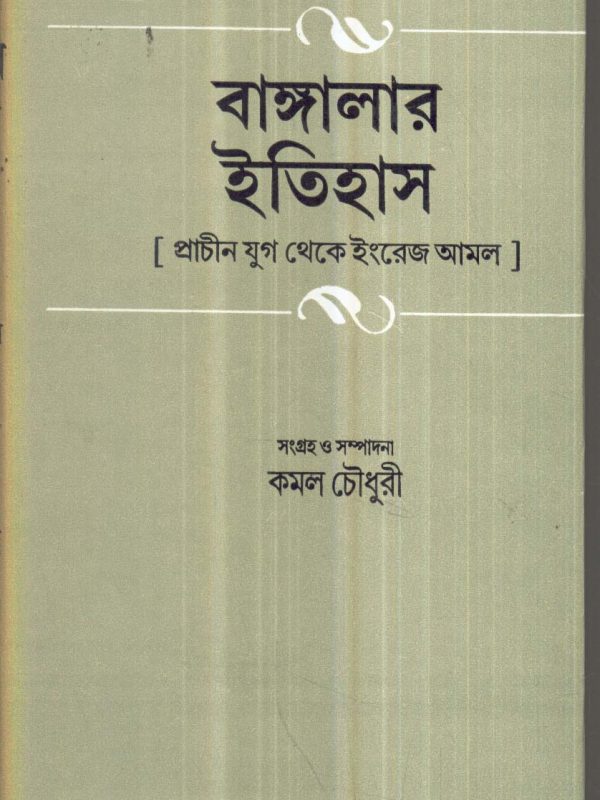 বাঙ্গালার
ইতিহাস
[ প্রাচীন যুগ থেকে ইংরেজ আমল ]
সংগ্রহ ও সম্পাদনা
কমল চৌধুরী